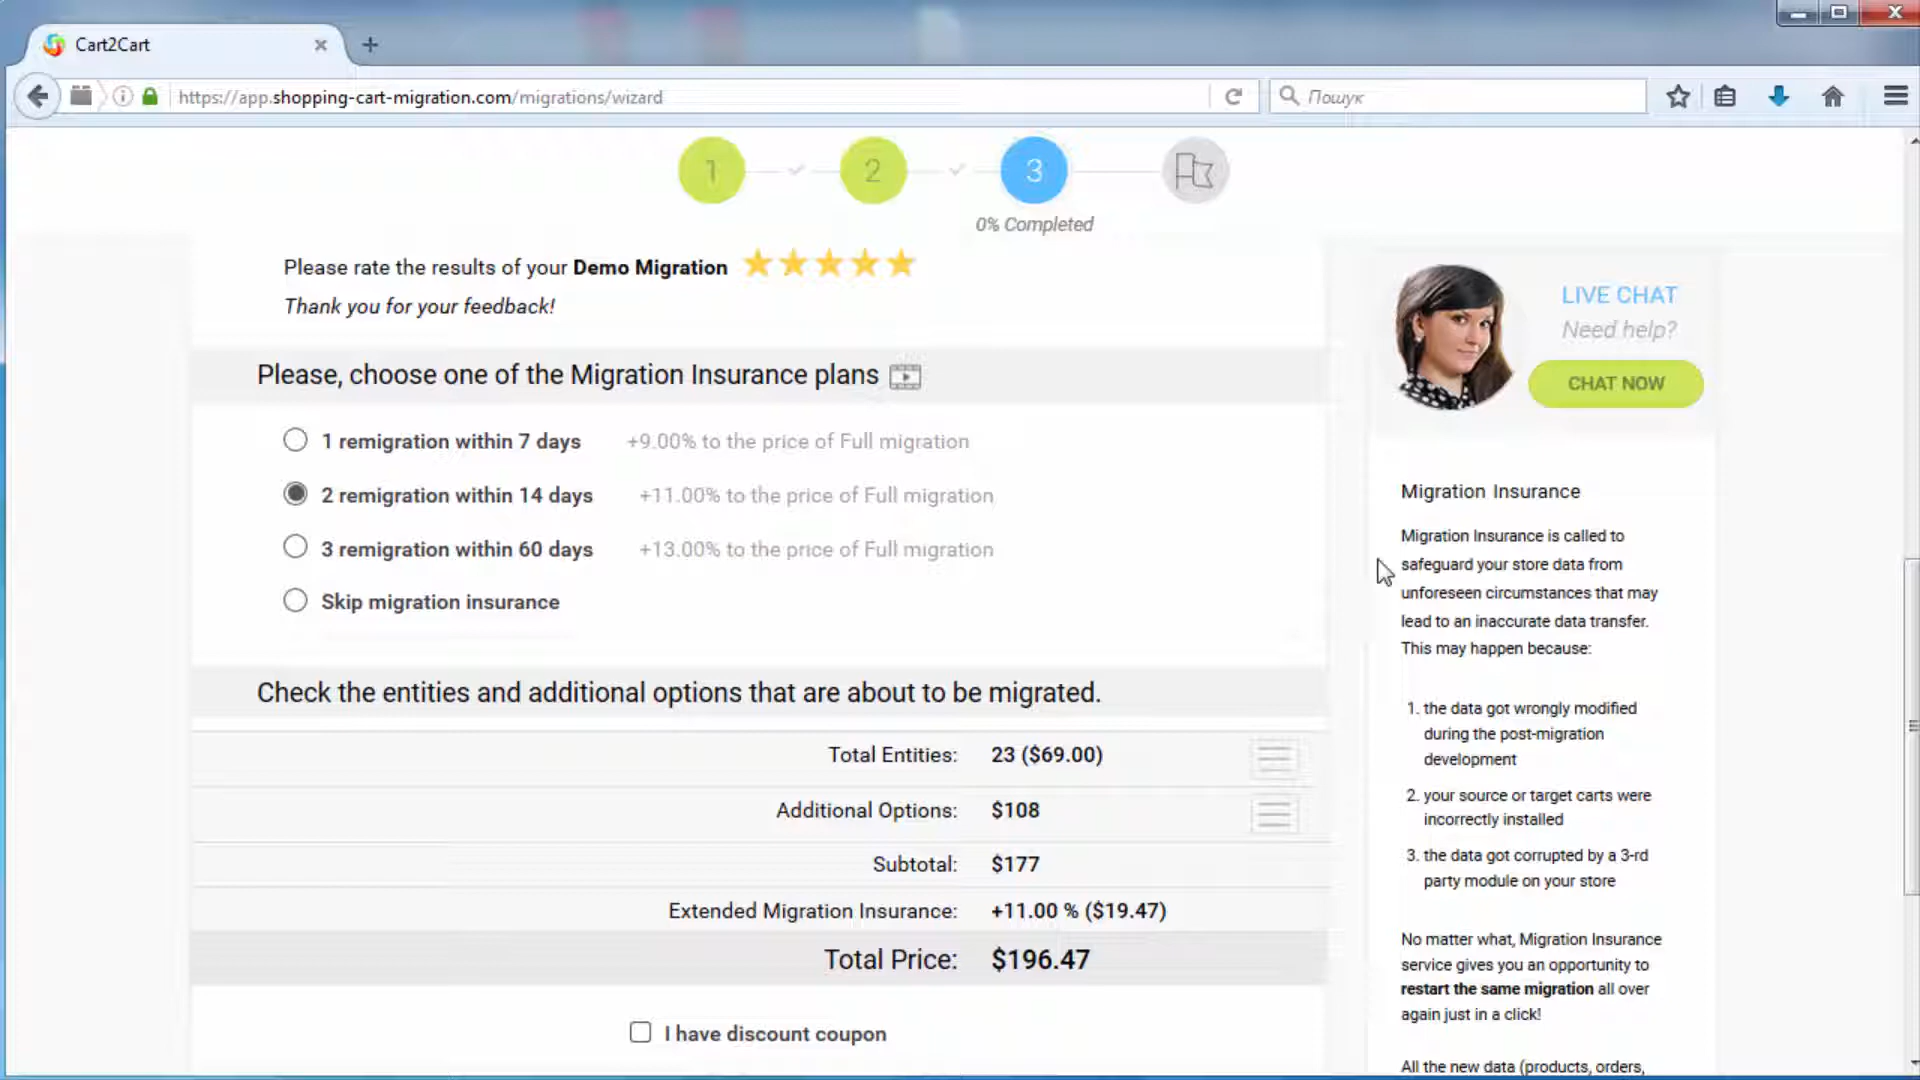 Cart2Cart
https://app.shopping-cart-migration.com/migrations/wizard
Пошук
1
2
3
0% Completed
Please rate the results of your Demo Migration
Thank you for your feedback!
Please, choose one of the Migration Insurance plans
1 remigration within 7 days +9.00% to the price of Full migration
2 remigration within 14 days +11.00% to the price of Full migration
3 remigration within 60 days +13.00% to the price of Full migration
Skip migration insurance
Check the entities and additional options that are about to be migrated.
Total Entities: 23 ($69.00)
Additional Options: $108
Subtotal: $177
Extended Migration Insurance: +11.00 % ($19.47)
Total Price: $196.47
I have discount coupon
LIVE CHAT
Need help?
CHAT NOW
Migration Insurance
Migration Insurance is called to
safeguard your store data from
unforeseen circumstances that may
lead to an inaccurate data transfer.
This may happen because:
1. the data got wrongly modified
during the post-migration
development
2. your source or target carts were
incorrectly installed
3. the data got corrupted by a 3-rd
party module on your store
No matter what, Migration Insurance
service gives you an opportunity to
restart the same migration all over
again just in a click!
All the new data (products, orders,